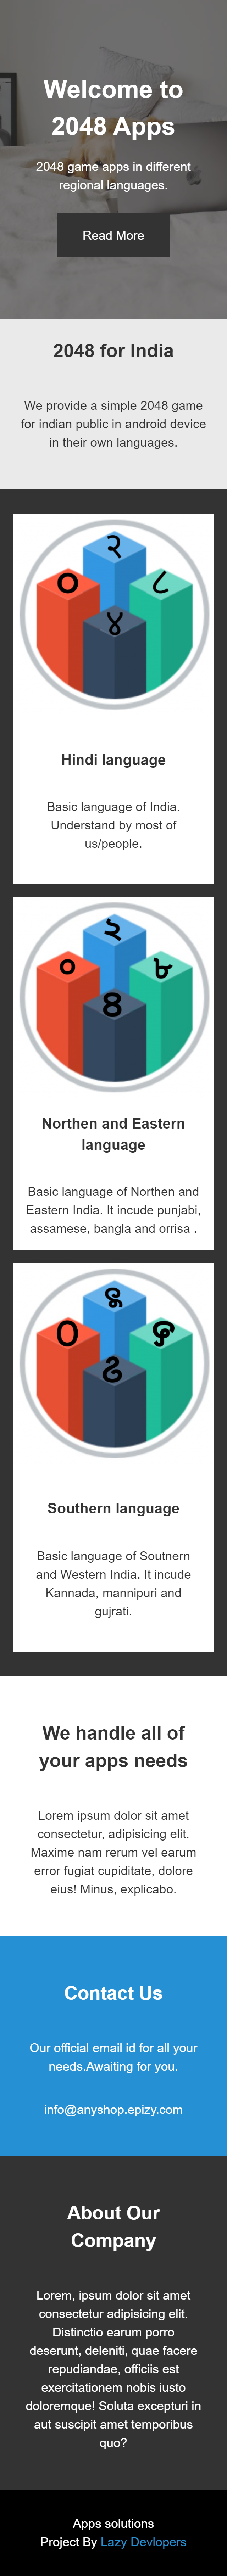 Welcome to
2048 Apps
2048 game apps in different
regional languages.
Read More
2048 for India
We provide a simple 2048 game
for indian public in android device
in their own languages.
२
० ८
४
Hindi language
Basic language of India.
Understand by most of
us/people.
২
০ ৮
৪
Northen and Eastern
language
Basic language of Northen and
Eastern India. It incude punjabi,
assamese, bangla and orrisa .
Southern language
Basic language of Soutnern
and Western India. It incude
Kannada, mannipuri and
gujrati.
We handle all of
your apps needs
Lorem ipsum dolor sit amet
consectetur, adipisicing elit.
Maxime nam rerum vel earum
error fugiat cupiditate, dolore
eius! Minus, explicabo.
Contact Us
Our official email id for all your
needs.Awaiting for you.
info@anyshop.epizy.com
About Our
Company
Lorem, ipsum dolor sit amet
consectetur adipisicing elit.
Distinctio earum porro
deserunt, deleniti, quae facere
repudiandae, officiis est
exercitationem nobis iusto
doloremque! Soluta excepturi in
aut suscipit amet temporibus
quo?
Apps solutions
Project By Lazy Devlopers